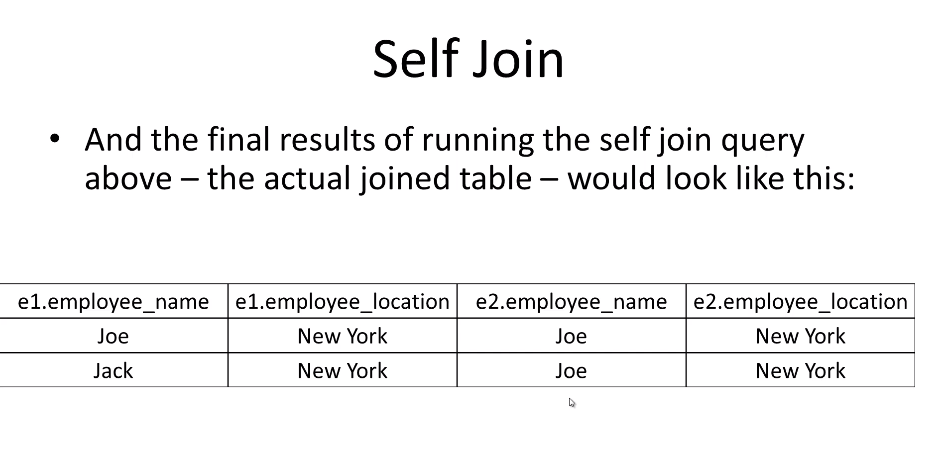 Self Join
• And the final results of running the self join query
above – the actual joined table – would look like this:
e1.employee_name e1.employee_location e2.employee_name e2.employee_location
Joe New York Joe New York
Jack New York Joe New York